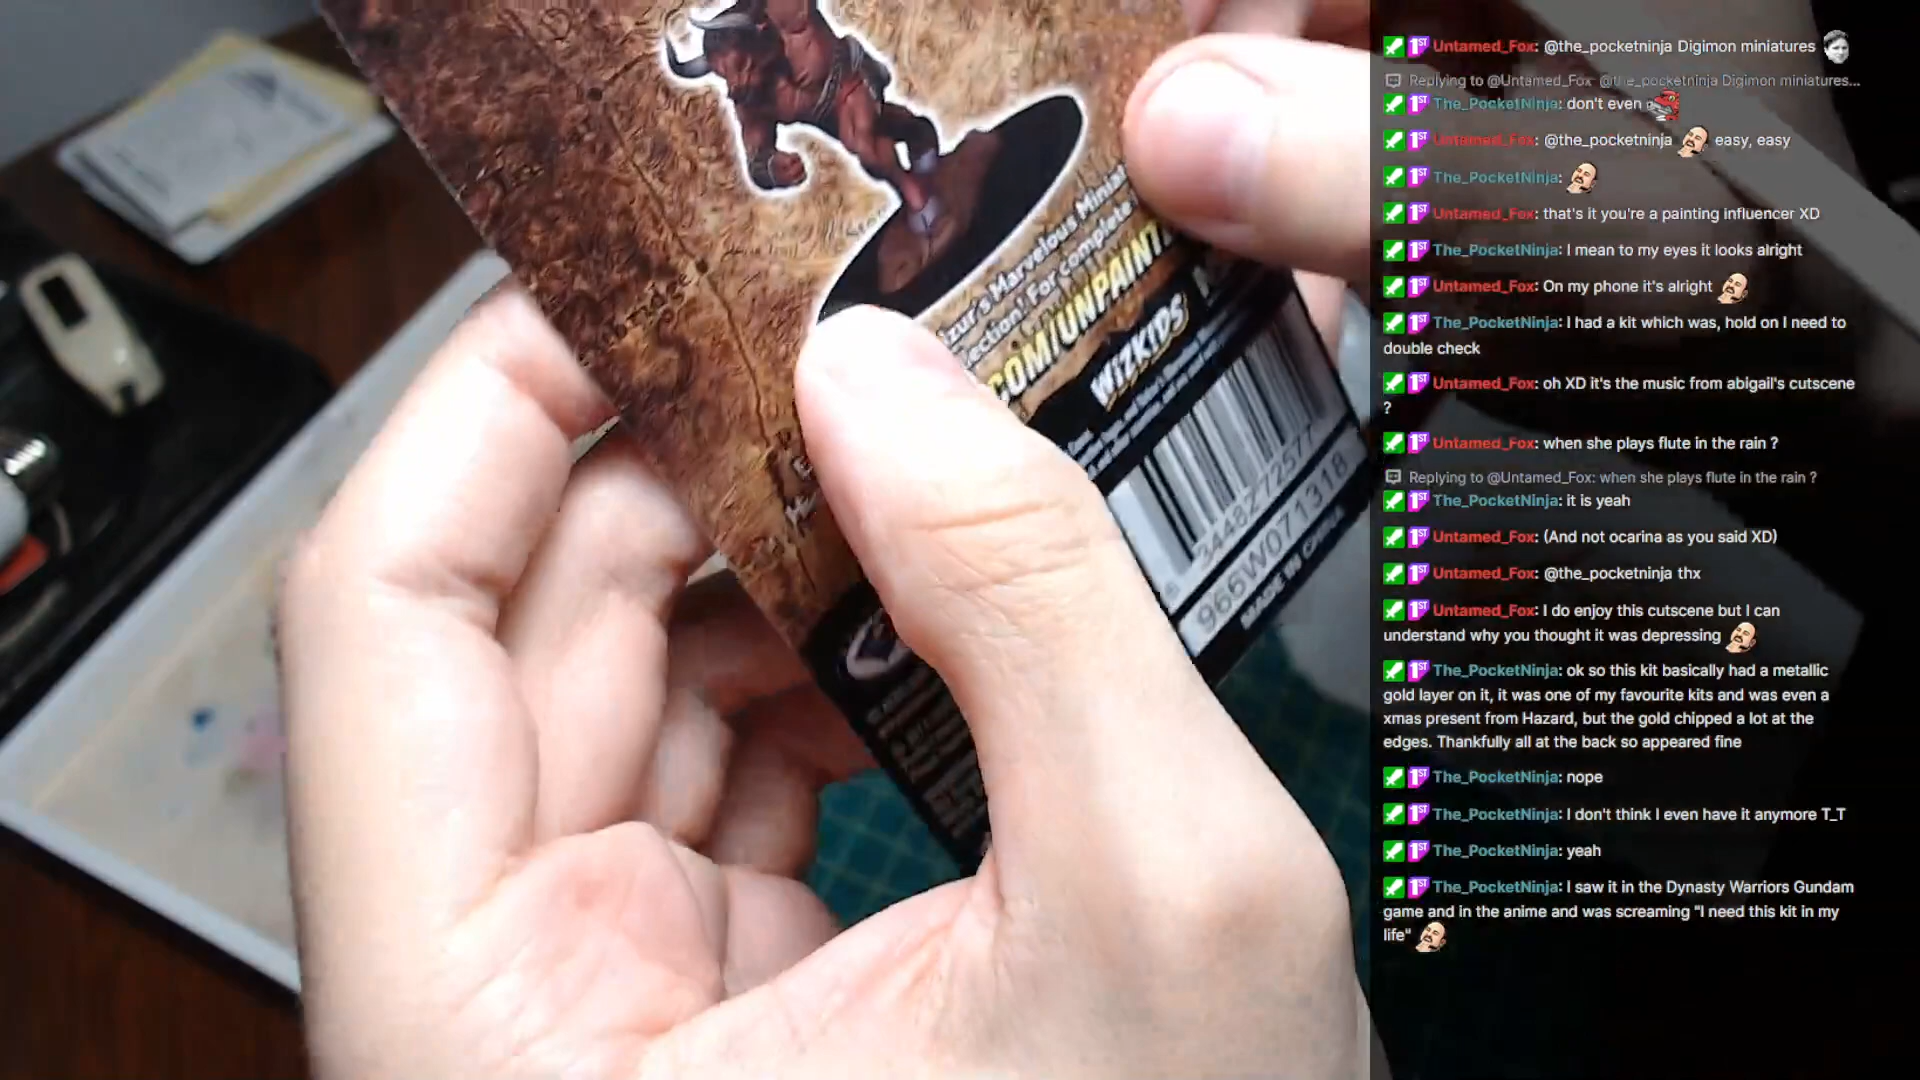 zur's Marvelous Miniat
lection! For complete
COM/UNPAINT
WIZKIDS
634482725771
966W071318
MADE IN CHINA
Untamed_Fox: @the_pocketninja Digimon miniatures
Replying to @Untamed_Fox: @the_pocketninja Digimon miniatures...
The_PocketNinja: don't even
Untamed_Fox: @the_pocketninja easy, easy
The_PocketNinja:
Untamed_Fox: that's it you're a painting influencer XD
The_PocketNinja: I mean to my eyes it looks alright
Untamed_Fox: On my phone it's alright
The_PocketNinja: I had a kit which was, hold on I need to
double check
Untamed_Fox: oh XD it's the music from abigail's cutscene
?
Untamed_Fox: when she plays flute in the rain ?
Replying to @Untamed_Fox: when she plays flute in the rain ?
The_PocketNinja: it is yeah
Untamed_Fox: (And not ocarina as you said XD)
Untamed_Fox: @the_pocketninja thx
Untamed_Fox: I do enjoy this cutscene but I can
understand why you thought it was depressing
The_PocketNinja: ok so this kit basically had a metallic
gold layer on it, it was one of my favourite kits and was even a
xmas present from Hazard, but the gold chipped a lot at the
edges. Thankfully all at the back so appeared fine
The_PocketNinja: nope
The_PocketNinja: I don't think I even have it anymore T_T
The_PocketNinja: yeah
The_PocketNinja: I saw it in the Dynasty Warriors Gundam
game and in the anime and was screaming "I need this kit in my
life"